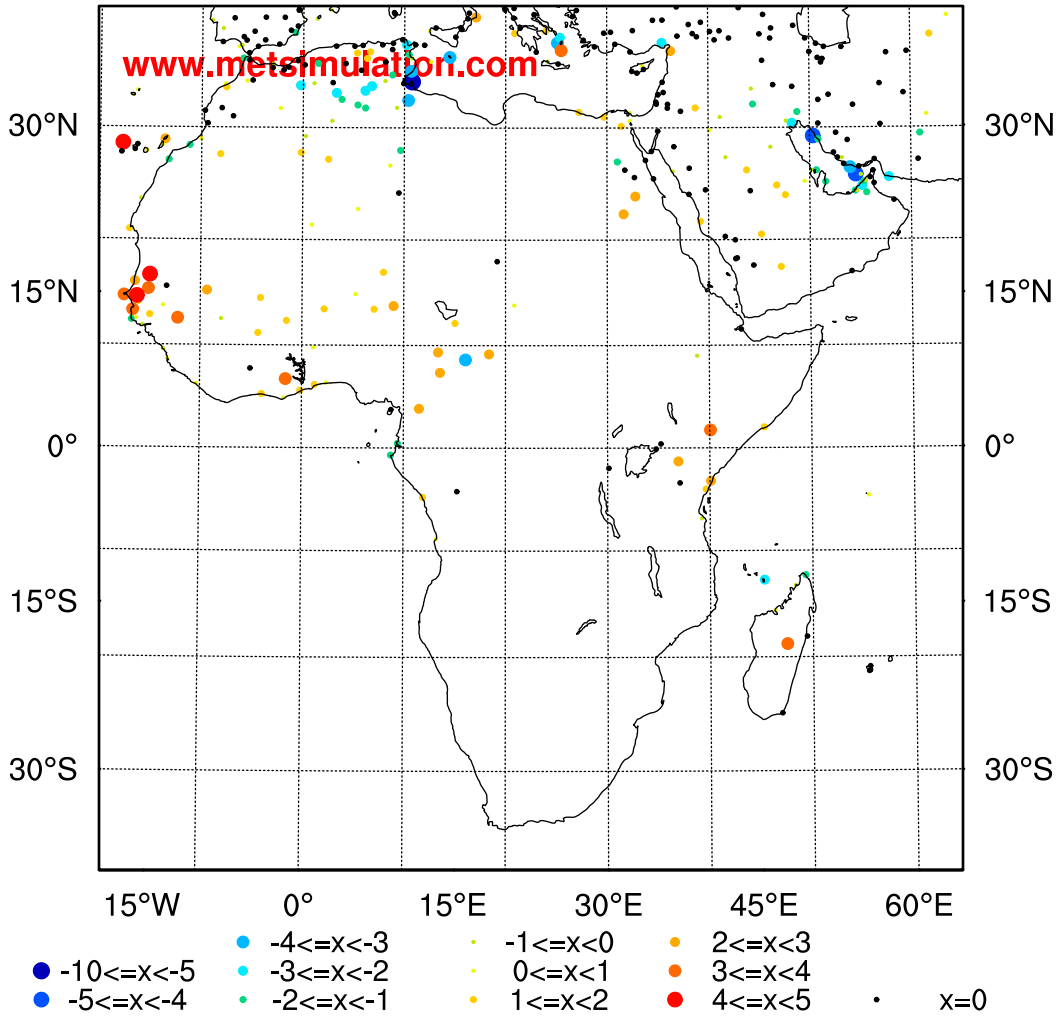 www.metsimulation.com
30°N 30°N
15°N 15°N
0° 0°
15°S 15°S
30°S 30°S
15°W 0° 15°E 30°E 45°E 60°E
-4<=x<-3 -1<=x<0 2<=x<3
-10<=x<-5 -3<=x<-2 0<=x<1 3<=x<4
-5<=x<-4 -2<=x<-1 1<=x<2 4<=x<5 x=0